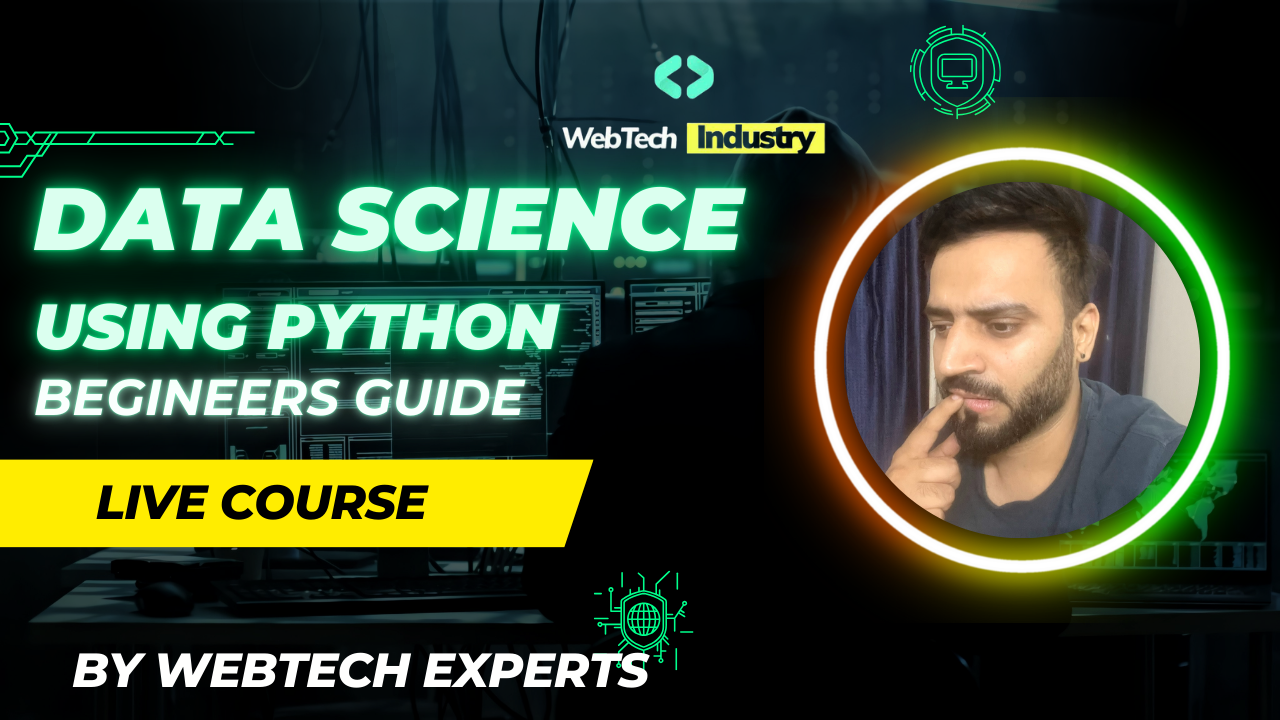 WebTech Industry
DATA SCIENCE
USING PYTHON
BEGINEERS GUIDE
LIVE COURSE
BY WEBTECH EXPERTS